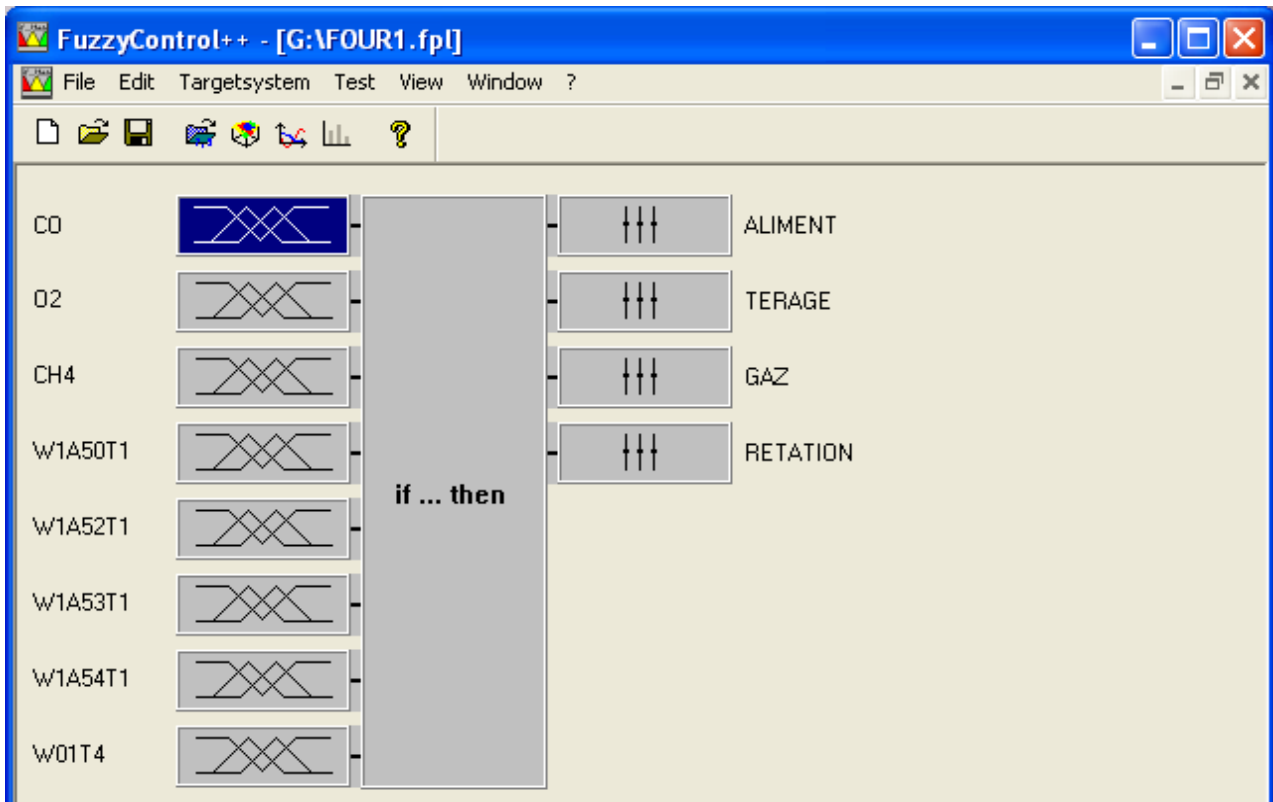 FuzzyControl++ - [G:\FOUR1.fpl]
File Edit Targetsystem Test View Window ?
CO ALIMENT
O2 TERAGE
CH4 GAZ
W1A50T1 RETATION
if ... then
W1A52T1
W1A53T1
W1A54T1
W01T4